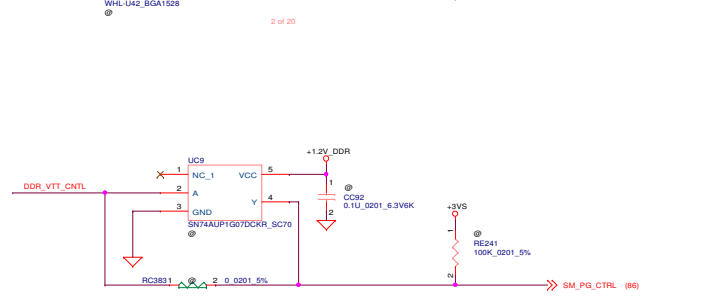 WHL-U42_BGA1528
@
2 of 20
+1.2V_DDR
UC9
1 NC_1 VCC 5
DDR_VTT_CNTL
2 A
Y 4
3 GND
SN74AUP1G07DCKR_SC70
@
1
@
CC92
0.1U_0201_6.3V6K
2
+3VS
1
@
RE241
100K_0201_5%
2
RC383 1 @ 2 0_0201_5%
SM_PG_CTRL (86)